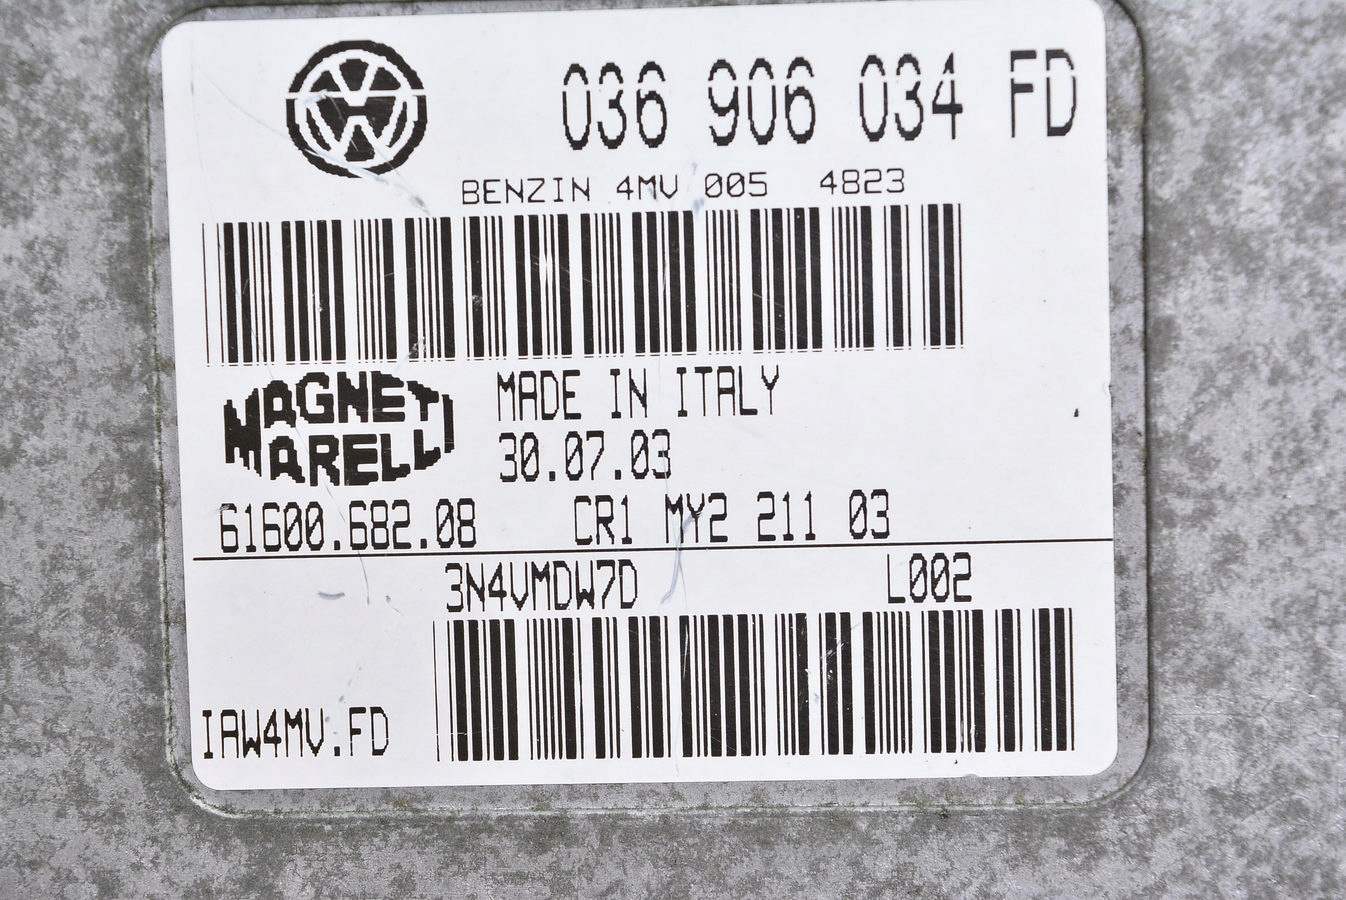 036 906 034 FD
BENZIN 4MV 005 4823
MAGNETI
MARELLI
MADE IN ITALY
30.07.03
61600.682.08 CR1 MY2 211 03
3N4VMDW7D L002
IAW4MV.FD